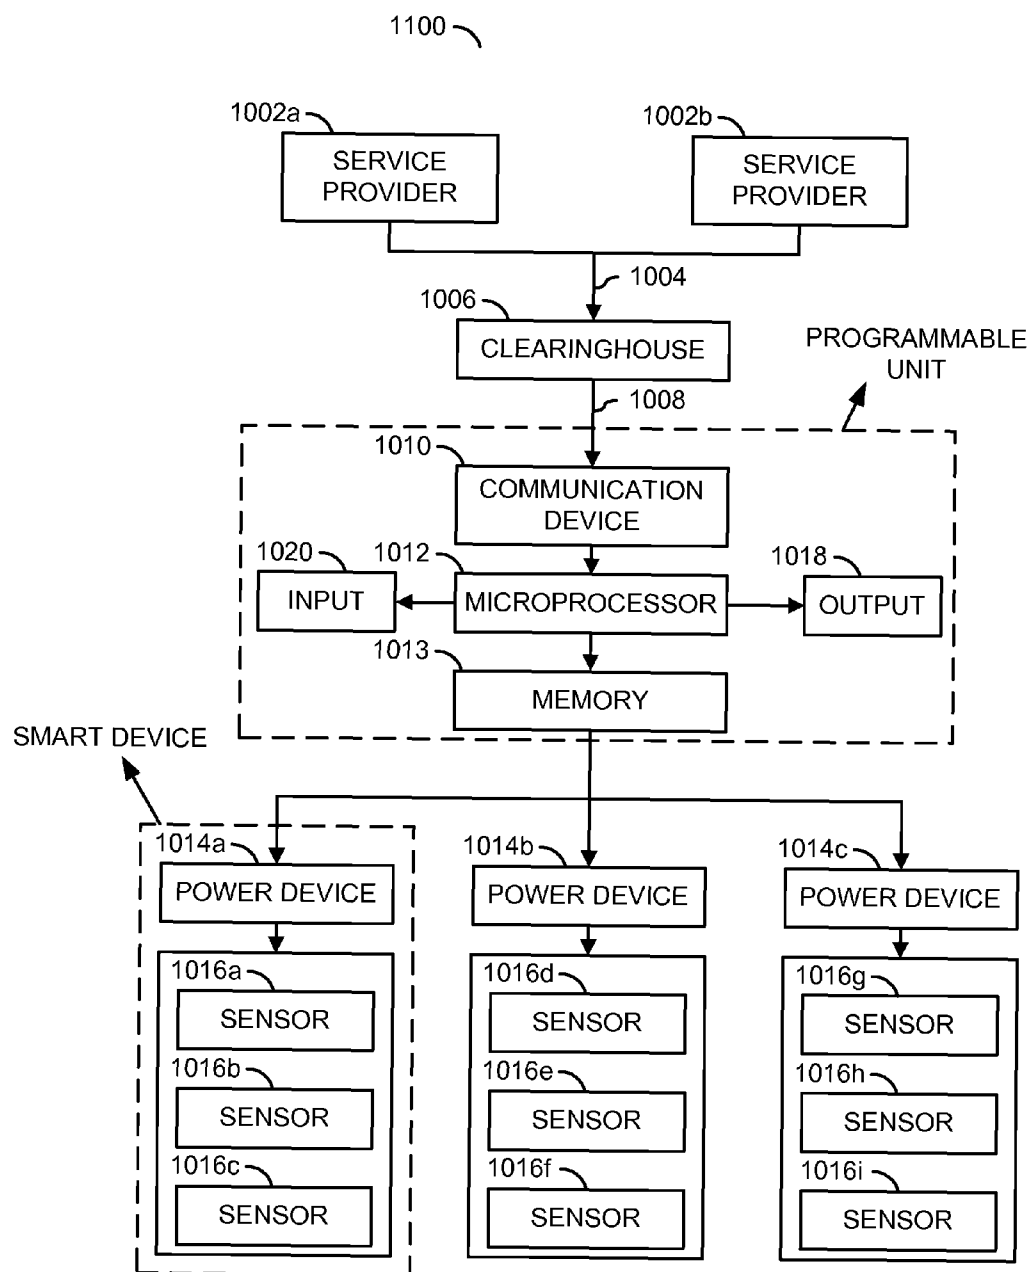 1100
1002a
1002b
SERVICE
PROVIDER
SERVICE
PROVIDER
1004
1006
CLEARINGHOUSE
PROGRAMMABLE
UNIT
1008
1010
COMMUNICATION
DEVICE
1020
1012
1018
INPUT
MICROPROCESSOR
OUTPUT
1013
MEMORY
SMART DEVICE
1014a
1014b
1014c
POWER DEVICE
POWER DEVICE
POWER DEVICE
1016a
SENSOR
1016b
SENSOR
1016c
SENSOR
1016d
SENSOR
1016e
SENSOR
1016f
SENSOR
1016g
SENSOR
1016h
SENSOR
1016i
SENSOR